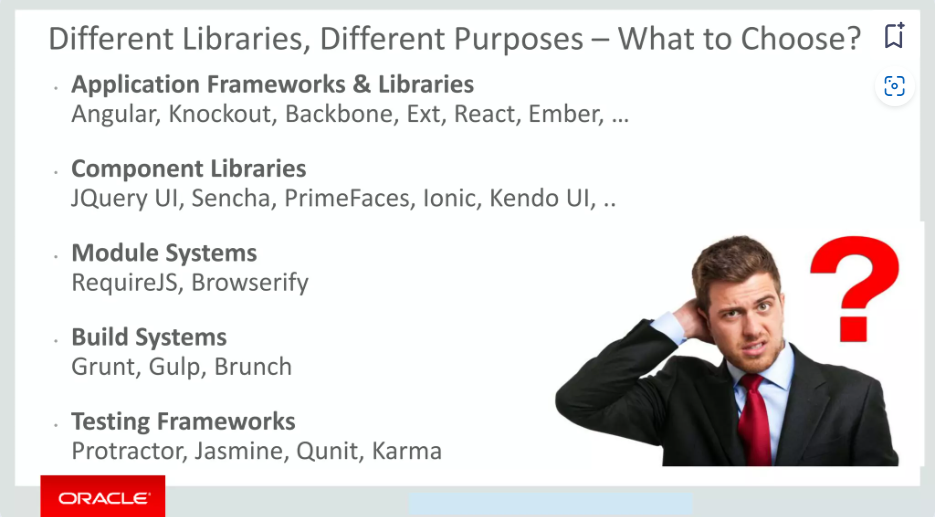 Different Libraries, Different Purposes – What to Choose?
Application Frameworks & Libraries
Angular, Knockout, Backbone, Ext, React, Ember, ...
Component Libraries
JQuery UI, Sencha, PrimeFaces, Ionic, Kendo UI, ..
Module Systems
RequireJS, Browserify
Build Systems
Grunt, Gulp, Brunch
Testing Frameworks
Protractor, Jasmine, Qunit, Karma
?
ORACLE